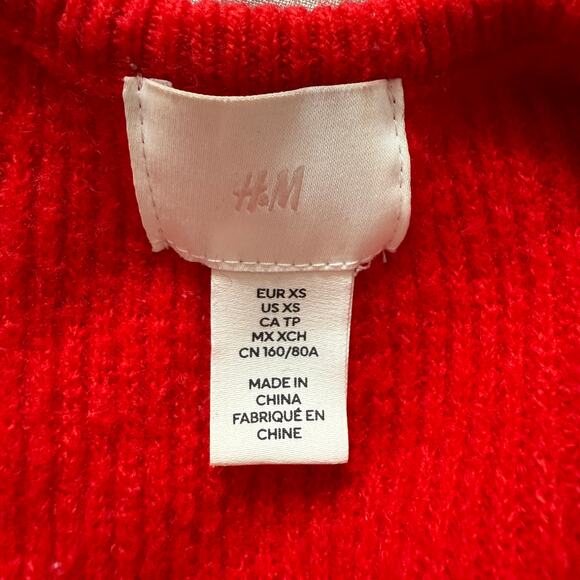 H&M
EUR XS
US XS
CA TP
MX XCH
CN 160/80A
MADE IN
CHINA
FABRIQUÉ EN
CHINE